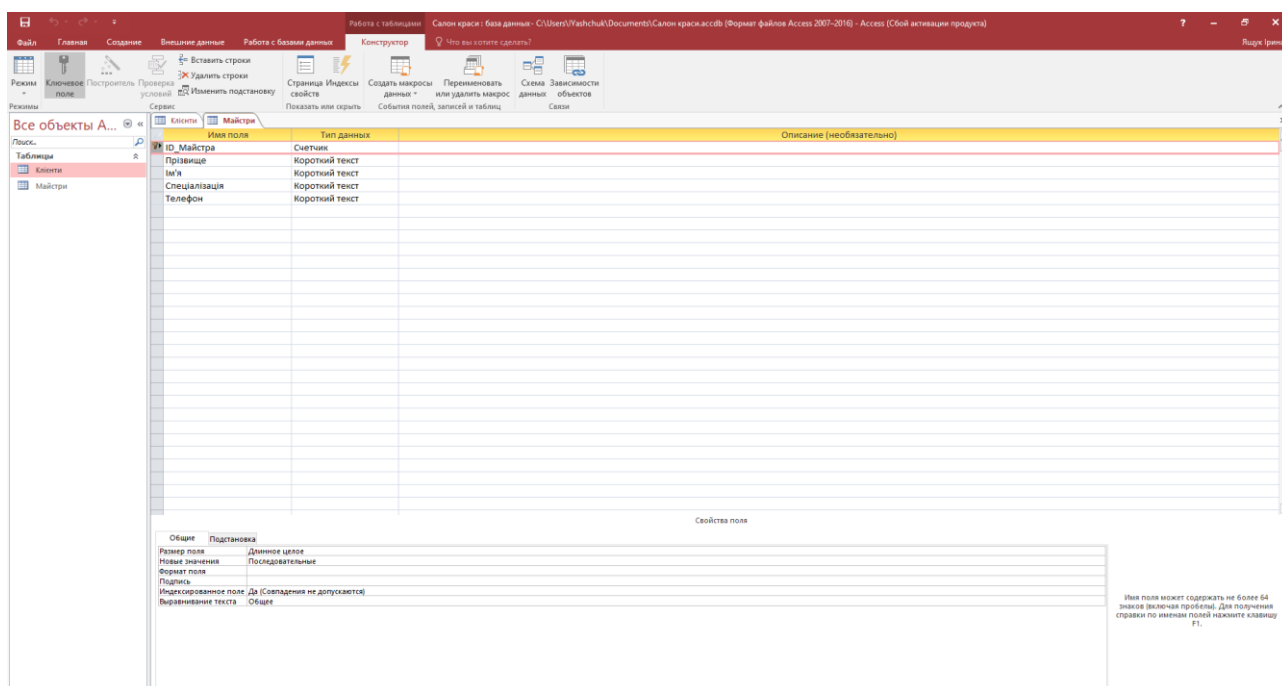 Работа с таблицами
Салон краси : база данных- C:\Users\IYashchuk\Documents\Салон краси.accdb (Формат файлов Access 2007–2016) - Access (Сбой активации продукта)
?
Файл Главная Создание Внешние данные Работа с базами данных Конструктор Что вы хотите сделать? Ящук Ірина
Режим
Ключевое поле
Построитель
Проверка условий
Вставить строки
Удалить строки
Изменить подстановку
Страница свойств
Индексы
Создать макросы данных
Переименовать или удалить макрос
Схема данных
Зависимости объектов
Режимы Сервис Показать или скрыть События полей, записей и таблиц Связи
Все объекты A...
Поиск..
Таблицы
Клієнти
Майстри
Клієнти Майстри
Имя поля Тип данных Описание (необязательно)
ID_Майстра Счетчик
Прізвище Короткий текст
Ім'я Короткий текст
Спеціалізація Короткий текст
Телефон Короткий текст
Свойства поля
Общие Подстановка
Размер поля Длинное целое
Новые значения Последовательные
Формат поля
Подпись
Индексированное поле Да (Совпадения не допускаются)
Выравнивание текста Общее
Имя поля может содержать не более 64
знаков (включая пробелы). Для получения
справки по именам полей нажмите клавишу
F1.